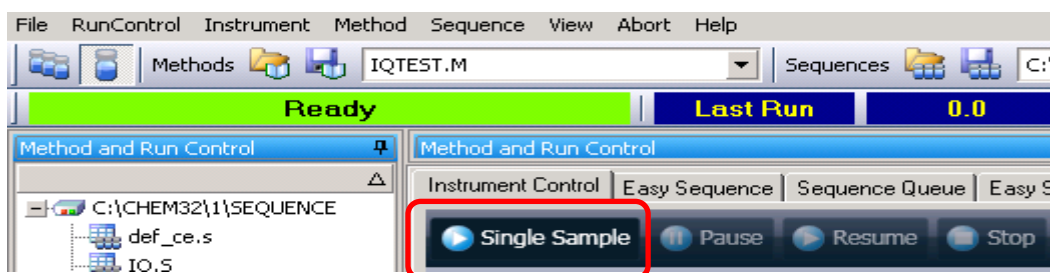 File RunControl Instrument Method Sequence View Abort Help
Methods IQTEST.M Sequences C:\
Ready Last Run 0.0
Method and Run Control Method and Run Control
Instrument Control Easy Sequence Sequence Queue Easy S
C:\CHEM32\1\SEQUENCE
Single Sample Pause Resume Stop
def_ce.s
IO.S